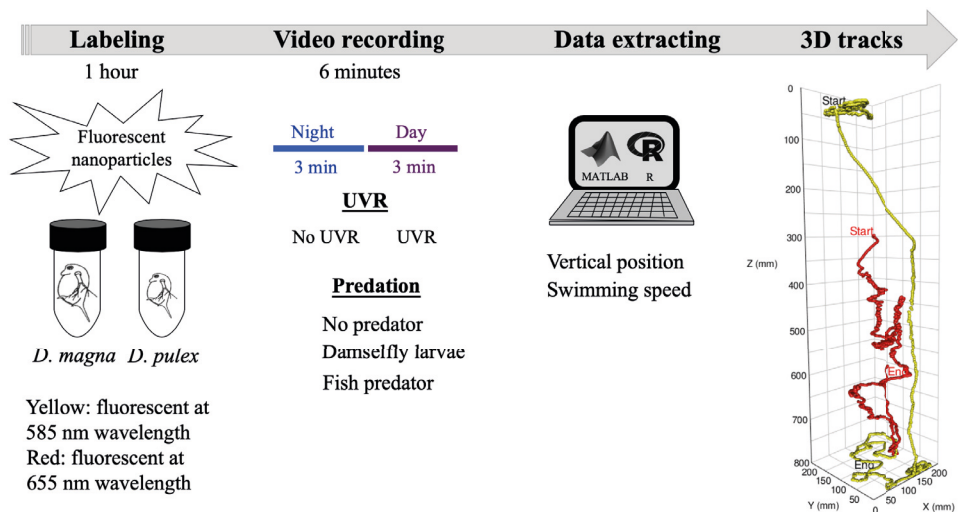 Labeling
Video recording
Data extracting
3D tracks
1 hour
6 minutes
Fluorescent
nanoparticles
D. magna
D. pulex
Yellow: fluorescent at
585 nm wavelength
Red: fluorescent at
655 nm wavelength
Night
Day
3 min
3 min
UVR
No UVR
UVR
Predation
No predator
Damselfly larvae
Fish predator
MATLAB
R
R
Vertical position
Swimming speed
0
100
200
300
400
500
600
700
800
Z (mm)
Start
Start
End
End
200
150
100
50
Y (mm)
0
50
100
150
200
X (mm)